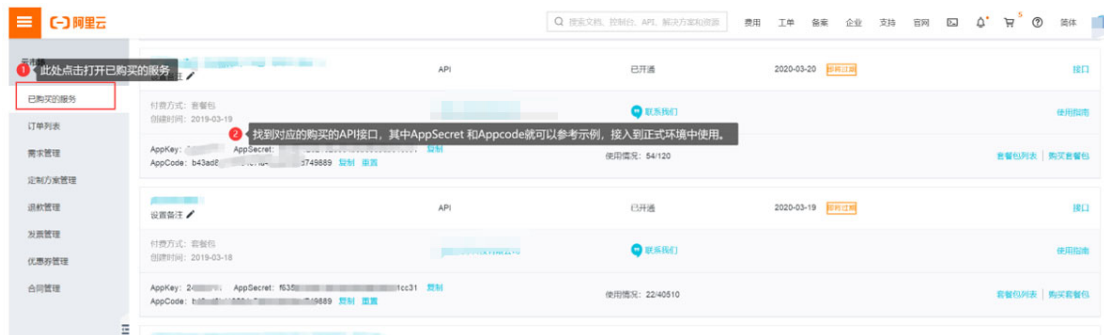 阿里云
搜索文档、控制台、API、解决方案和资源
费用 工单 备案 企业 支持 官网 5 简体
1 此处点击打开已购买的服务
已购买的服务
订单列表
需求管理
定制方案管理
退款管理
发票管理
优惠券管理
合同管理
设置备注
API
已开通
2020-03-20 即将过期
接口
付费方式: 套餐包
创建时间: 2019-03-19
联系我们
使用指南
2 找到对应的购买的API接口，其中AppSecret 和Appcode就可以参考示例，接入到正式环境中使用。
AppKey: AppSecret: 复制
AppCode: b43ad8 3749889 复制 重置
使用情况: 54/120
套餐包列表 | 购买套餐包
设置备注
API
已开通
2020-03-19 即将过期
接口
付费方式: 套餐包
创建时间: 2019-03-18
联系我们
使用指南
AppKey: 24 AppSecret: f635 1cc31 复制
AppCode: 9889 复制 重置
使用情况: 22/40510
套餐包列表 | 购买套餐包